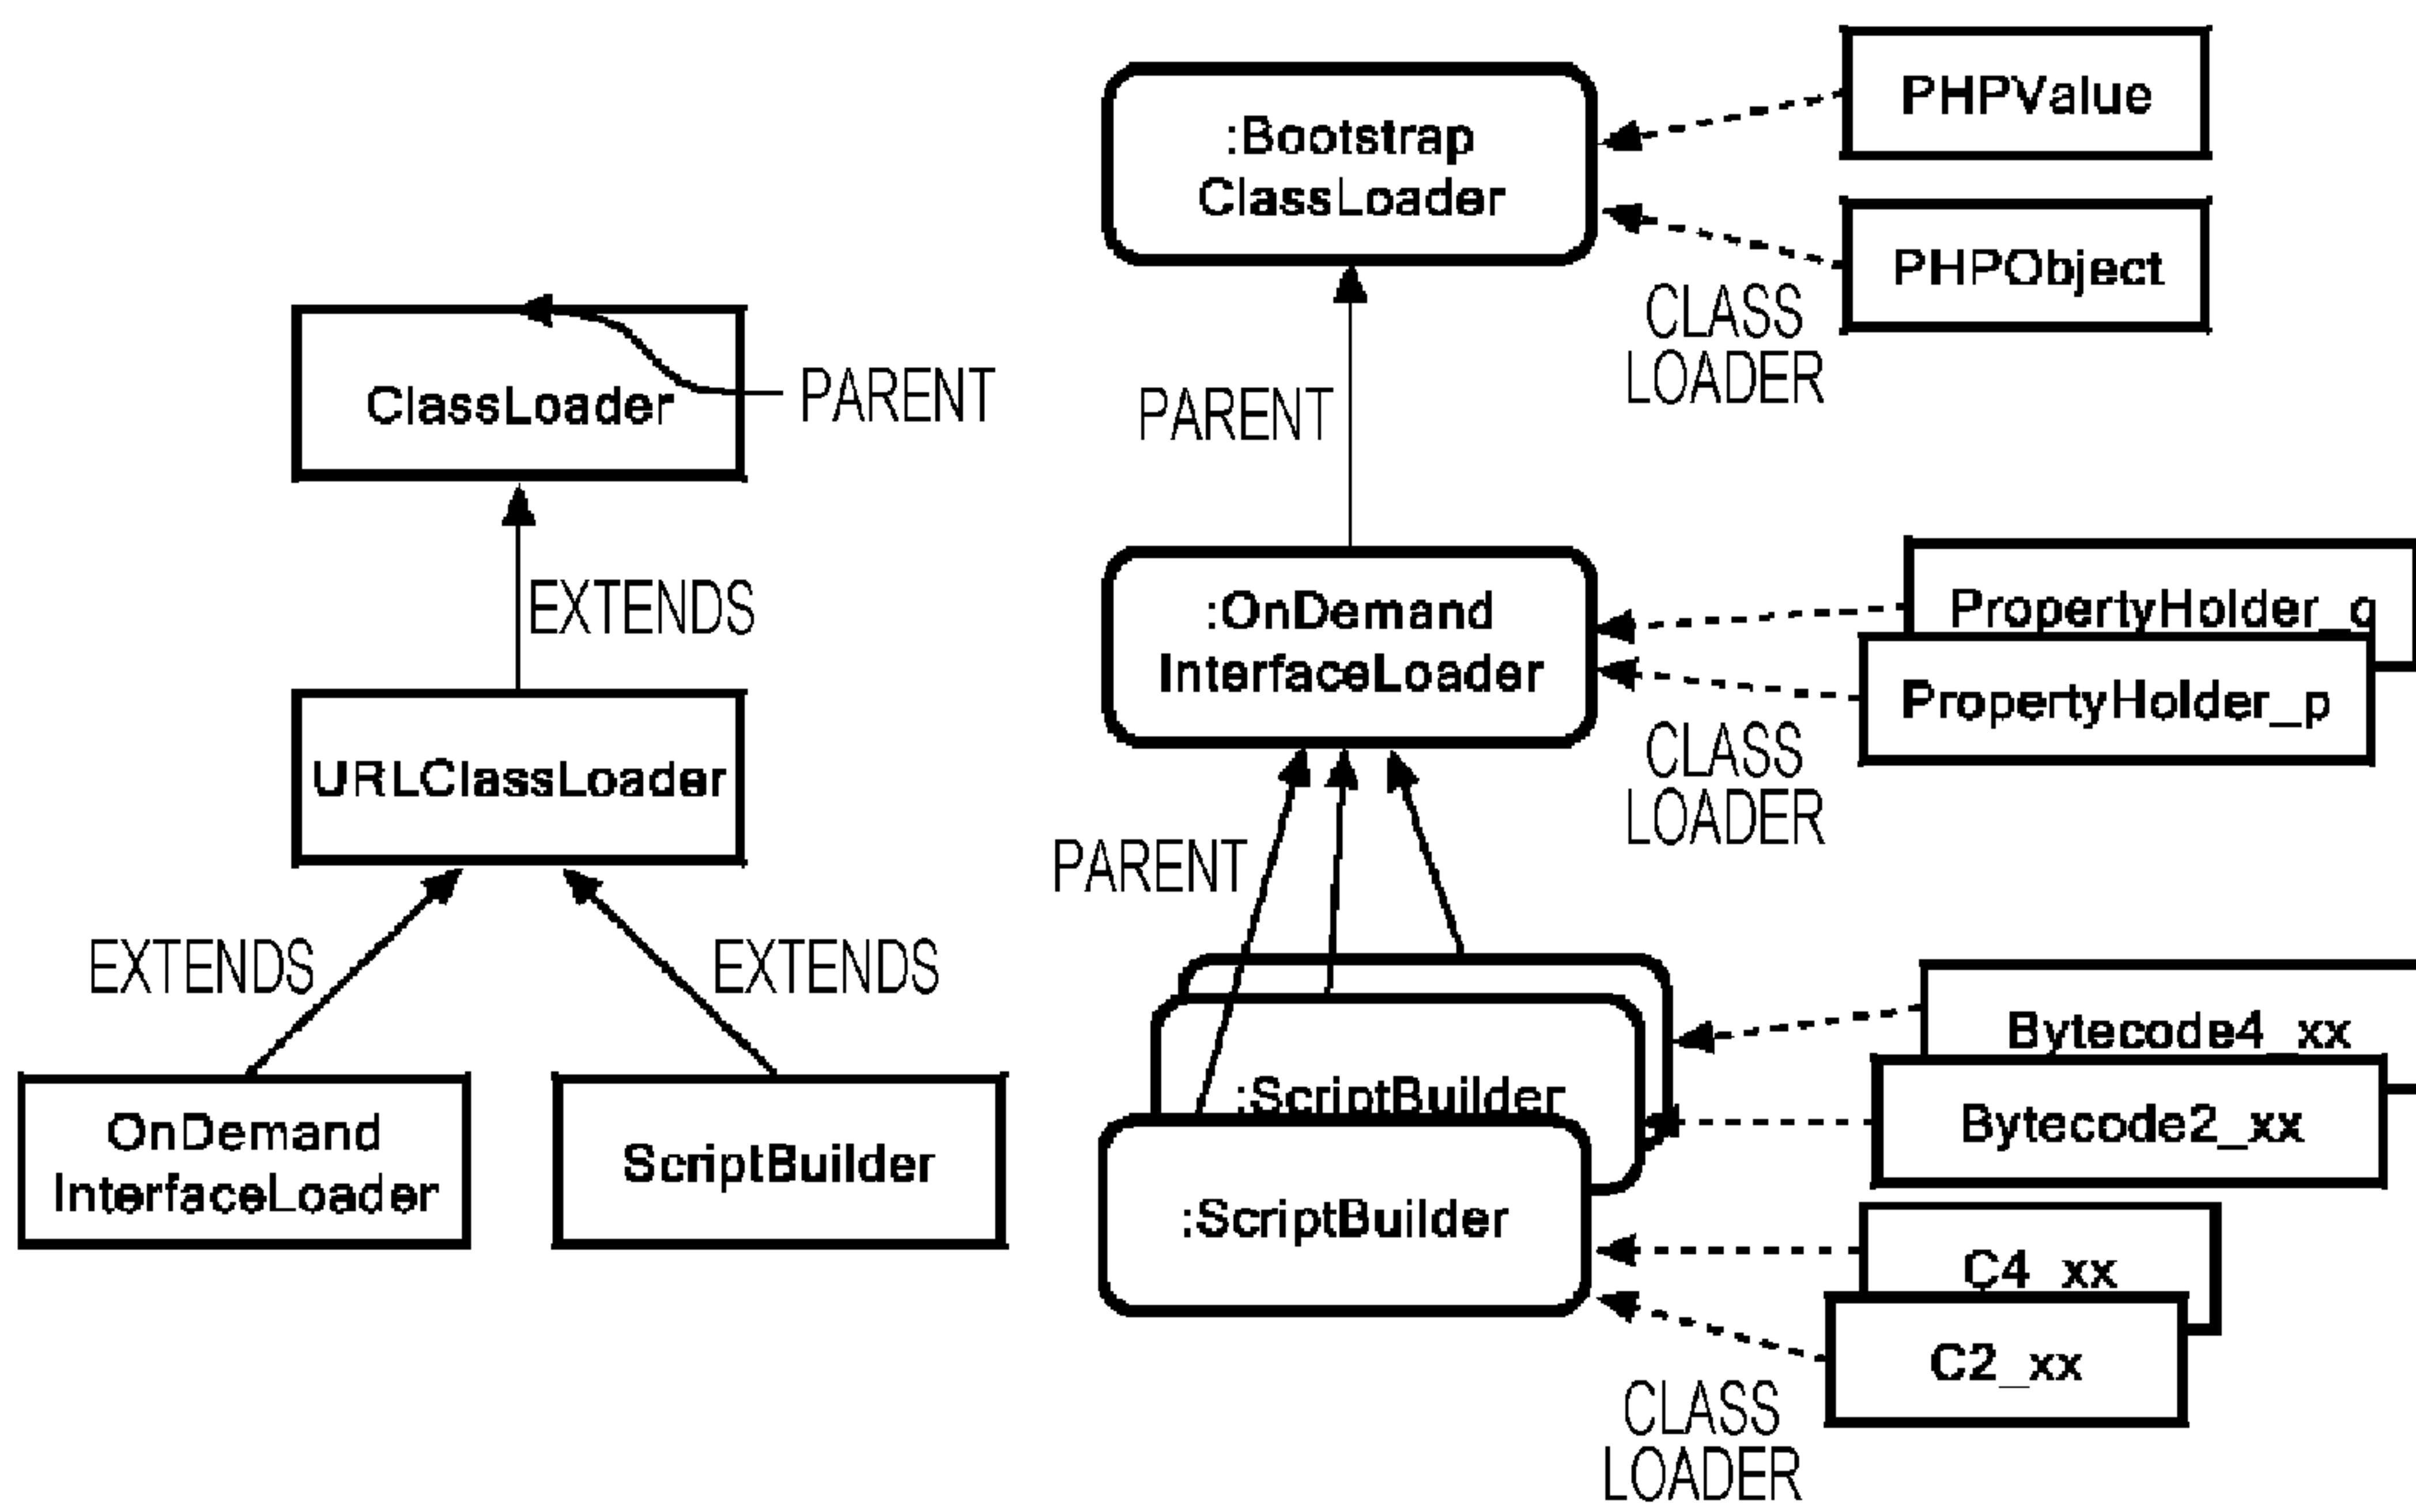 ClassLoader
PARENT
EXTENDS
URLClassLoader
EXTENDS
EXTENDS
OnDemand
InterfaceLoader
ScriptBuilder
:Bootstrap
ClassLoader
PHPValue
PHPObject
CLASS
LOADER
PARENT
:OnDemand
InterfaceLoader
PropertyHolder_q
PropertyHolder_p
CLASS
LOADER
PARENT
:ScriptBuilder
:ScriptBuilder
Bytecode4_xx
Bytecode2_xx
C4_xx
C2_xx
CLASS
LOADER